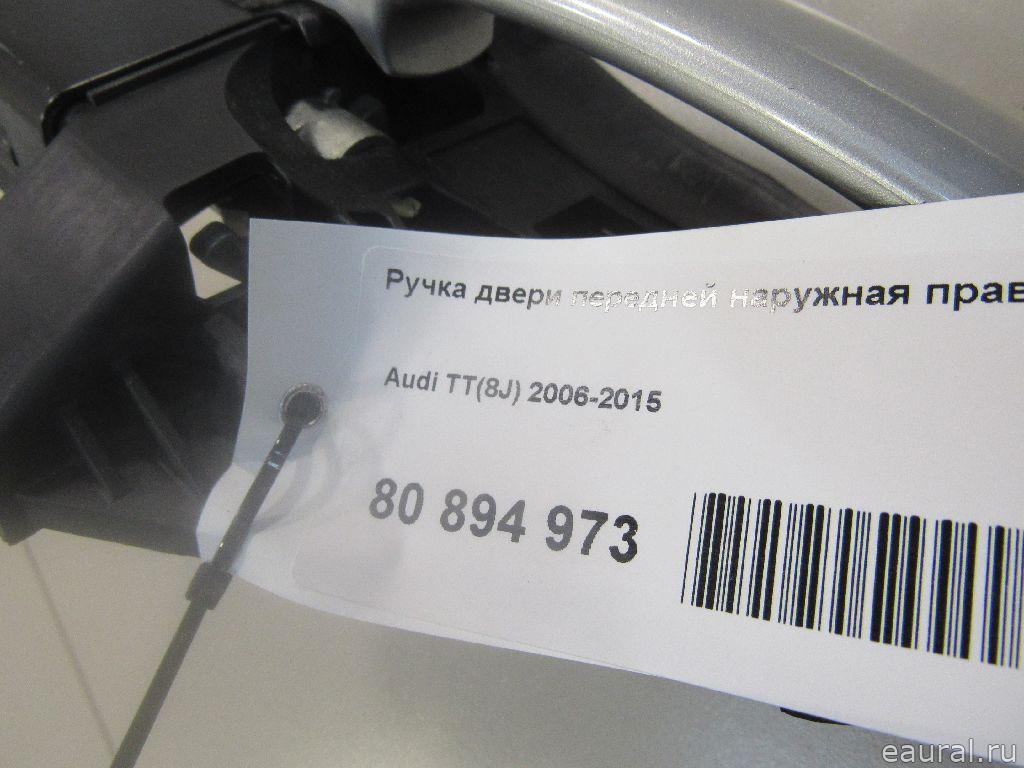 Ручка двери передней наружная прав
Audi TT(8J) 2006-2015
80 894 973
eaural.ru